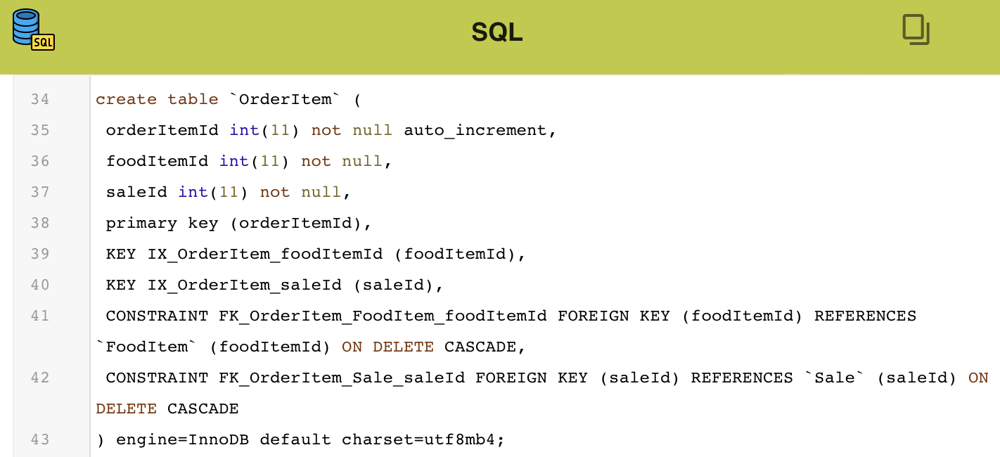 SQL
SQL
34 create table `OrderItem` (
35 orderItemId int(11) not null auto_increment,
36 foodItemId int(11) not null,
37 saleId int(11) not null,
38 primary key (orderItemId),
39 KEY IX_OrderItem_foodItemId (foodItemId),
40 KEY IX_OrderItem_saleId (saleId),
41 CONSTRAINT FK_OrderItem_FoodItem_foodItemId FOREIGN KEY (foodItemId) REFERENCES
`FoodItem` (foodItemId) ON DELETE CASCADE,
42 CONSTRAINT FK_OrderItem_Sale_saleId FOREIGN KEY (saleId) REFERENCES `Sale` (saleId) ON
DELETE CASCADE
43 ) engine=InnoDB default charset=utf8mb4;